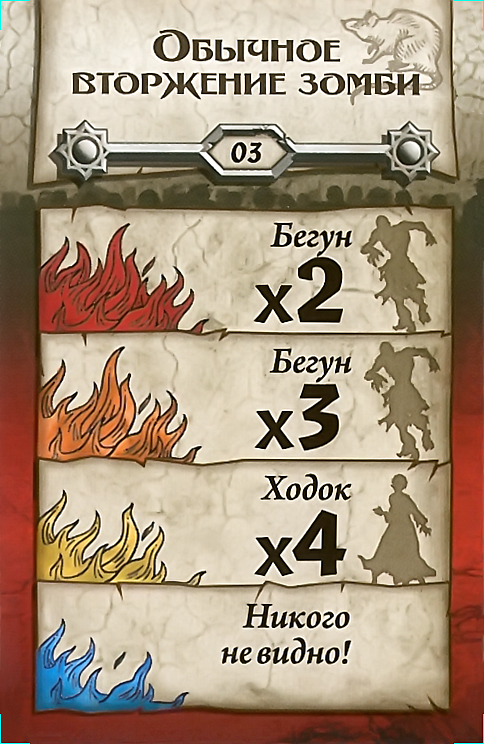 Обычное
вторжение зомби
03
Бегун
x2
Бегун
x3
Ходок
x4
Никого
не видно!